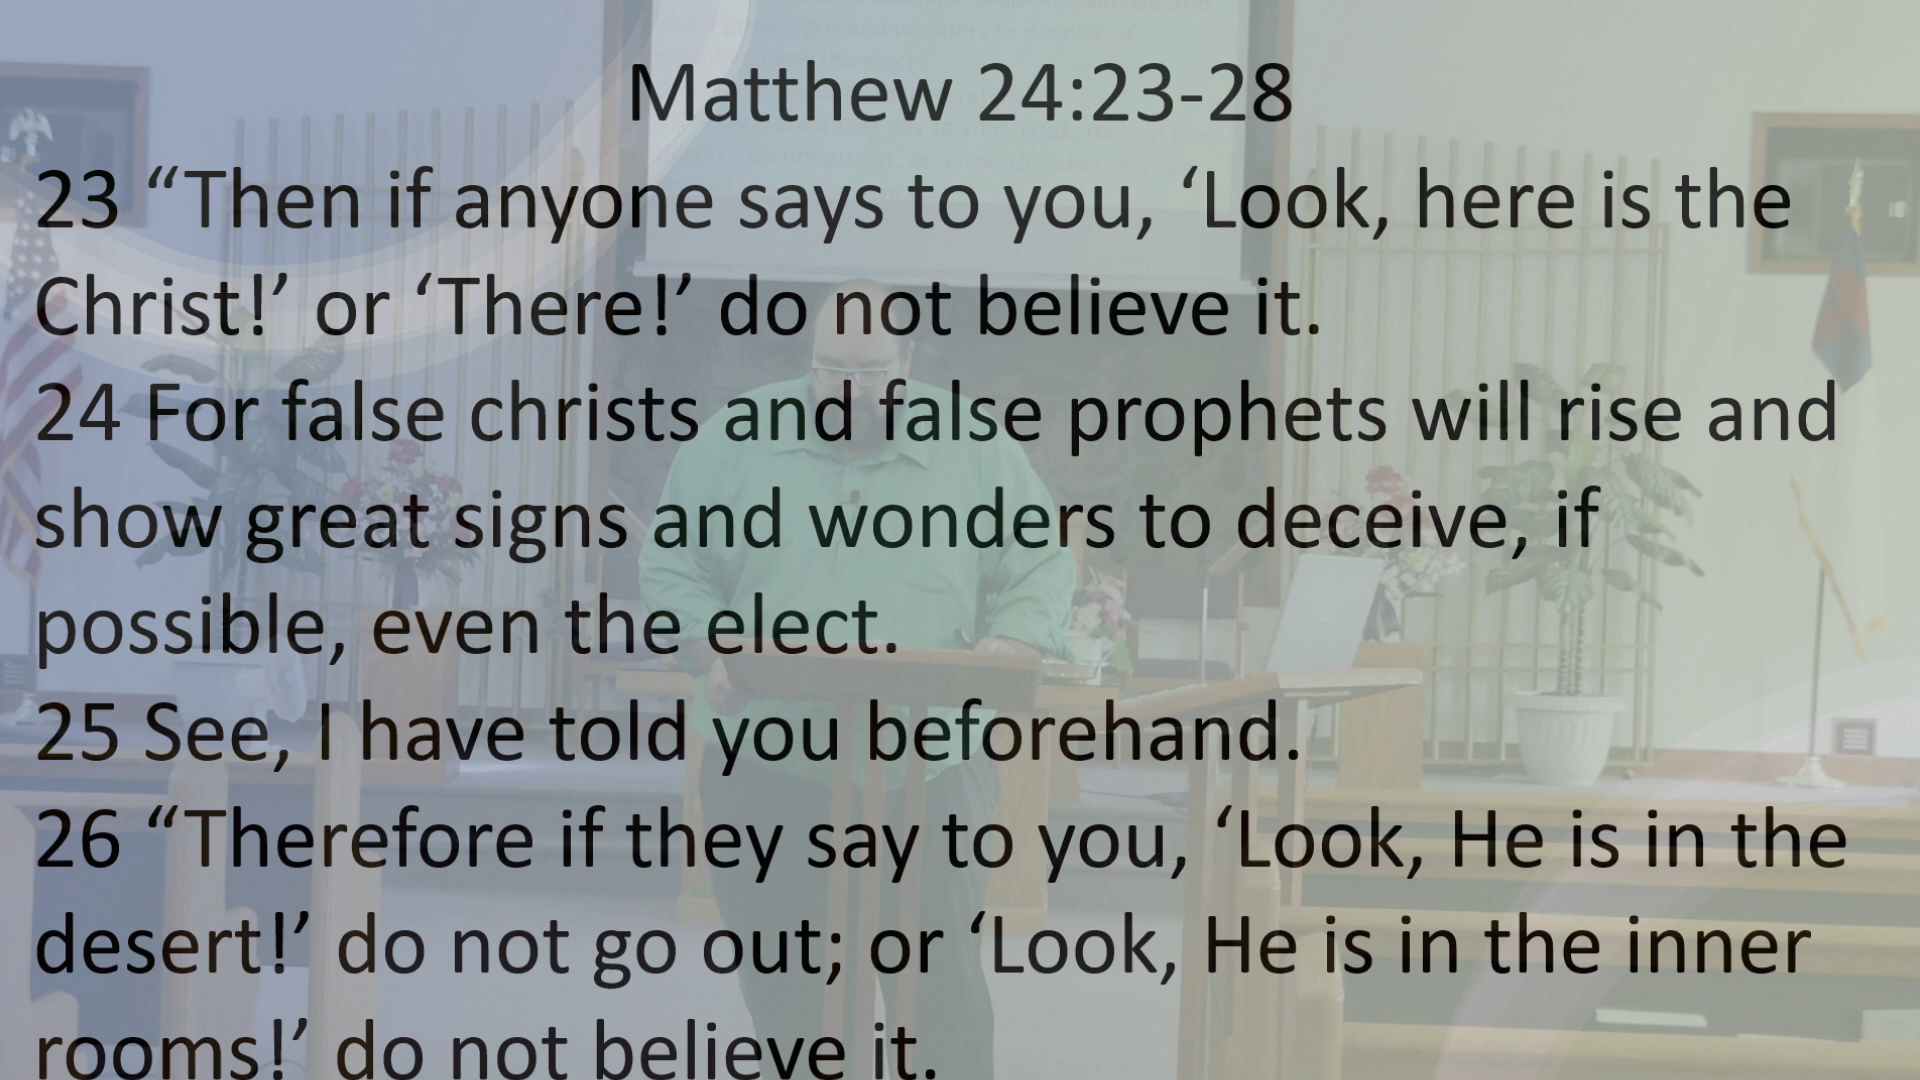 Matthew 24:23-28
23 “Then if anyone says to you, ‘Look, here is the
Christ!’ or ‘There!’ do not believe it.
24 For false christs and false prophets will rise and
show great signs and wonders to deceive, if
possible, even the elect.
25 See, I have told you beforehand.
26 “Therefore if they say to you, ‘Look, He is in the
desert!’ do not go out; or ‘Look, He is in the inner
rooms!’ do not believe it.